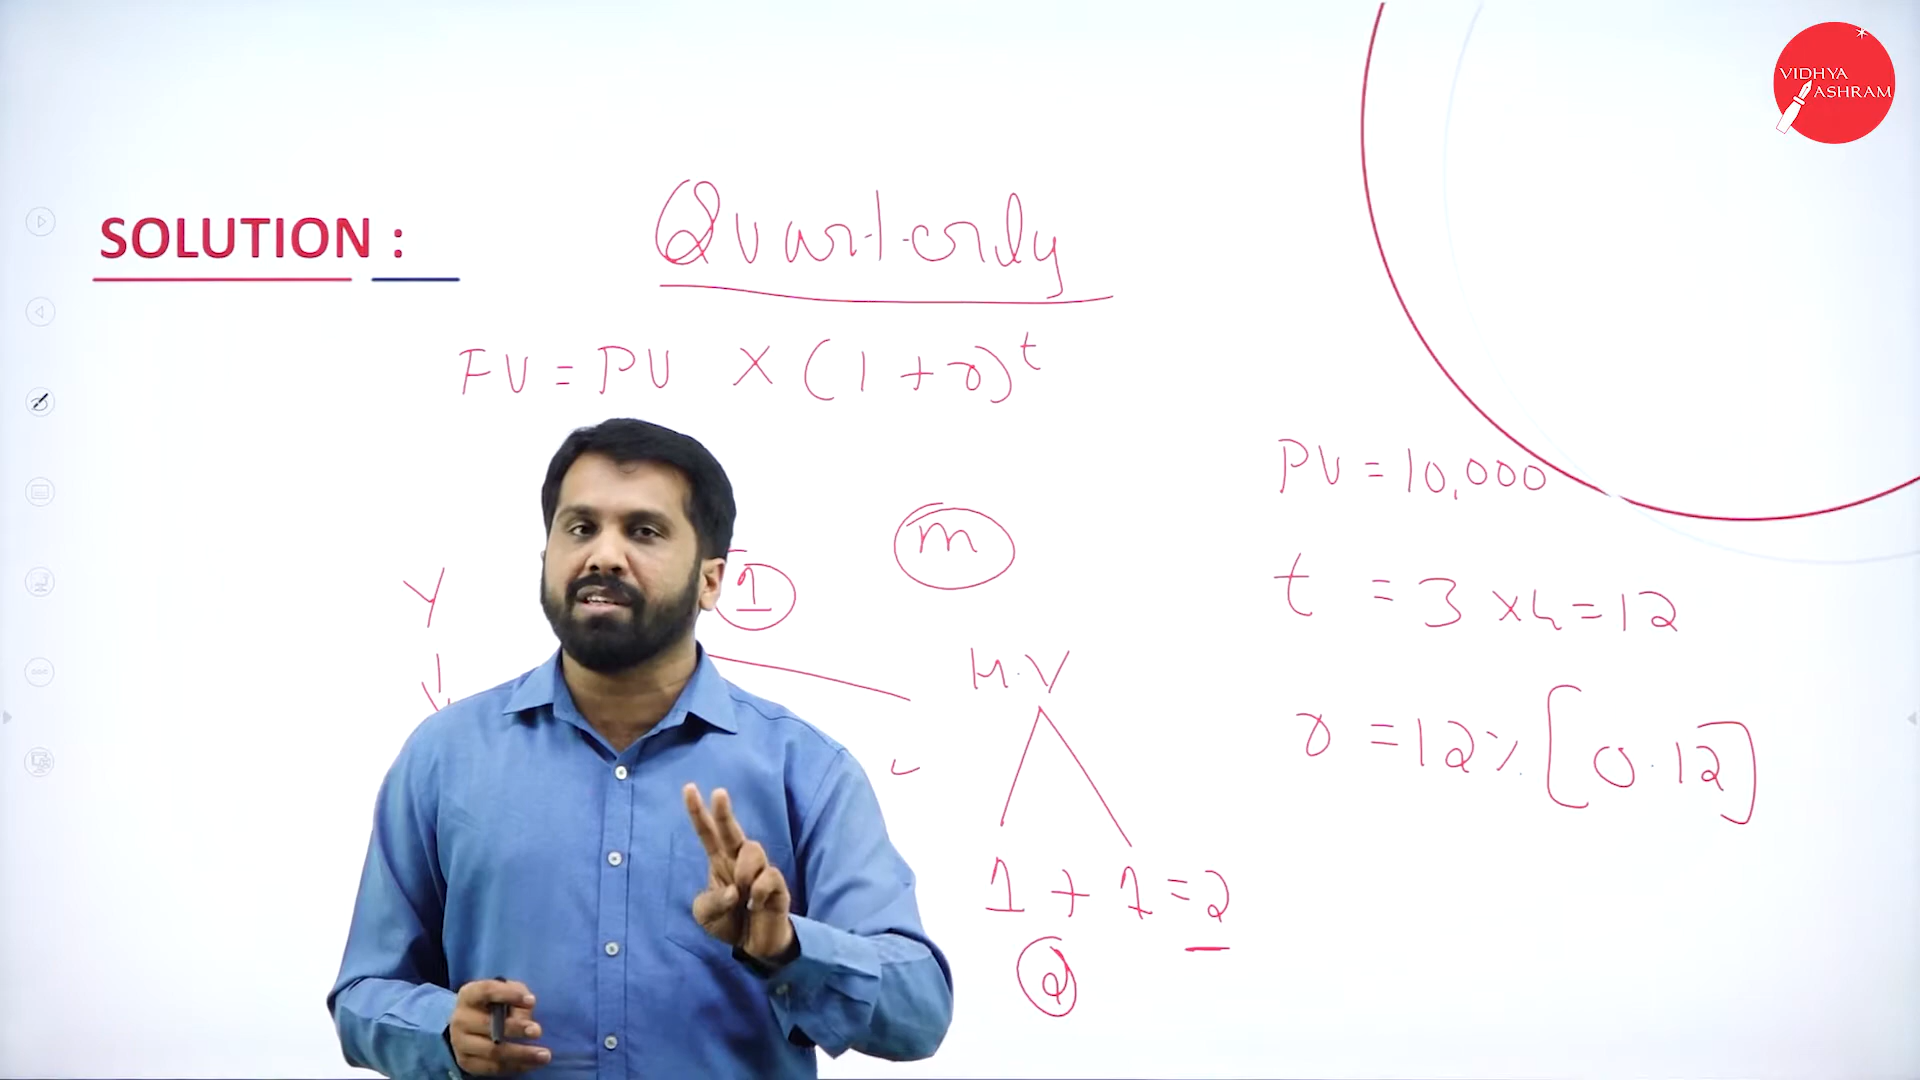 VIDHYA
ASHRAM
SOLUTION :
Quarterly
FV = PV × (1 + r)^t
PV = 10,000
t = 3 × 4 = 12
r = 12% [0.12]
m
Y
1
H.Y
1 + 1 = 2
2